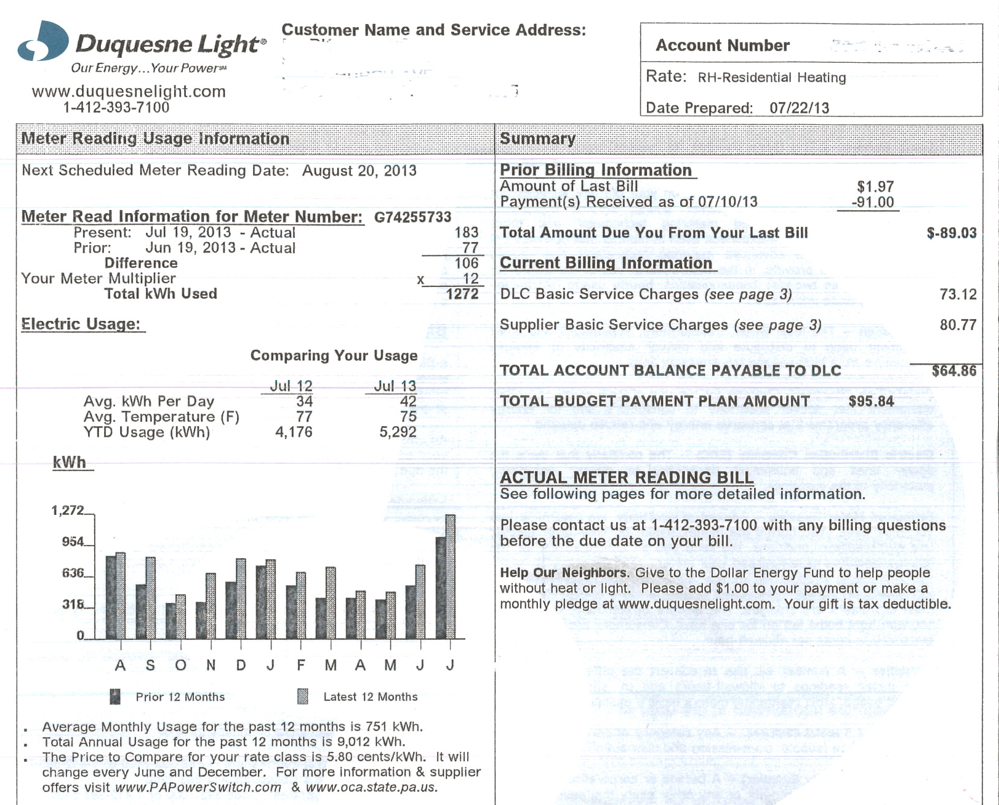 Duquesne Light®
Our Energy...Your Power℠
www.duquesnelight.com
1-412-393-7100
Customer Name and Service Address:
Account Number
Rate: RH-Residential Heating
Date Prepared: 07/22/13
Meter Reading Usage Information
Next Scheduled Meter Reading Date: August 20, 2013
Meter Read Information for Meter Number: G74255733
Present: Jul 19, 2013 - Actual 183
Prior: Jun 19, 2013 - Actual 77
Difference 106
Your Meter Multiplier x 12
Total kWh Used 1272
Electric Usage:
Comparing Your Usage
Jul 12 Jul 13
Avg. kWh Per Day 34 42
Avg. Temperature (F) 77 75
YTD Usage (kWh) 4,176 5,292
kWh
1,272
954
636
318
0
A S O N D J F M A M J J
Prior 12 Months Latest 12 Months
. Average Monthly Usage for the past 12 months is 751 kWh.
. Total Annual Usage for the past 12 months is 9,012 kWh.
. The Price to Compare for your rate class is 5.80 cents/kWh. It will
change every June and December. For more information & supplier
offers visit www.PAPowerSwitch.com & www.oca.state.pa.us.
Summary
Prior Billing Information
Amount of Last Bill $1.97
Payment(s) Received as of 07/10/13 -91.00
Total Amount Due You From Your Last Bill $-89.03
Current Billing Information
DLC Basic Service Charges (see page 3) 73.12
Supplier Basic Service Charges (see page 3) 80.77
TOTAL ACCOUNT BALANCE PAYABLE TO DLC $64.86
TOTAL BUDGET PAYMENT PLAN AMOUNT $95.84
ACTUAL METER READING BILL
See following pages for more detailed information.
Please contact us at 1-412-393-7100 with any billing questions
before the due date on your bill.
Help Our Neighbors. Give to the Dollar Energy Fund to help people
without heat or light. Please add $1.00 to your payment or make a
monthly pledge at www.duquesnelight.com. Your gift is tax deductible.